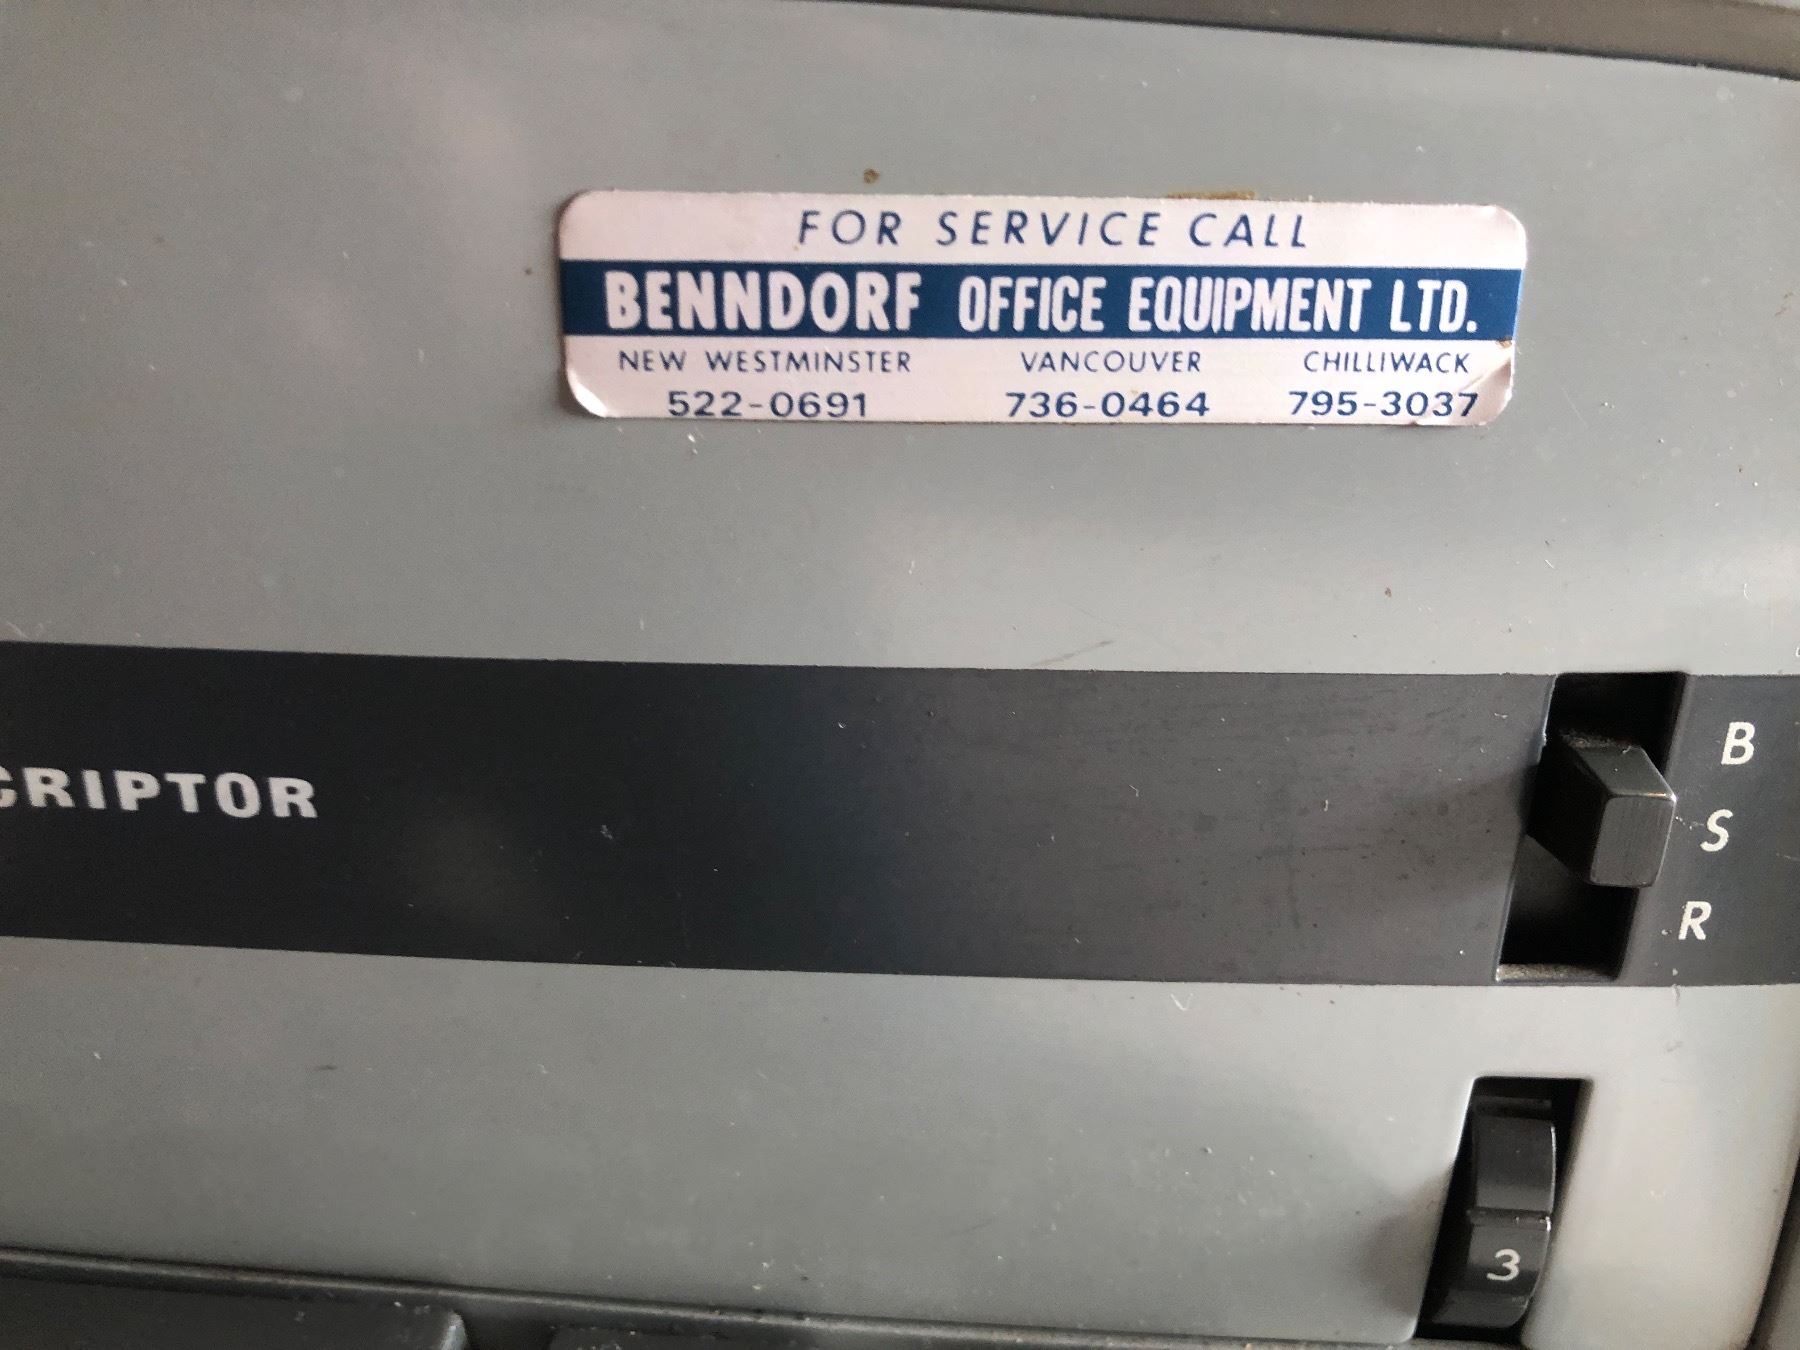 FOR SERVICE CALL
BENNDORF OFFICE EQUIPMENT LTD.
NEW WESTMINSTER VANCOUVER CHILLIWACK
522-0691 736-0464 795-3037
CRIPTOR
B
S
R
3